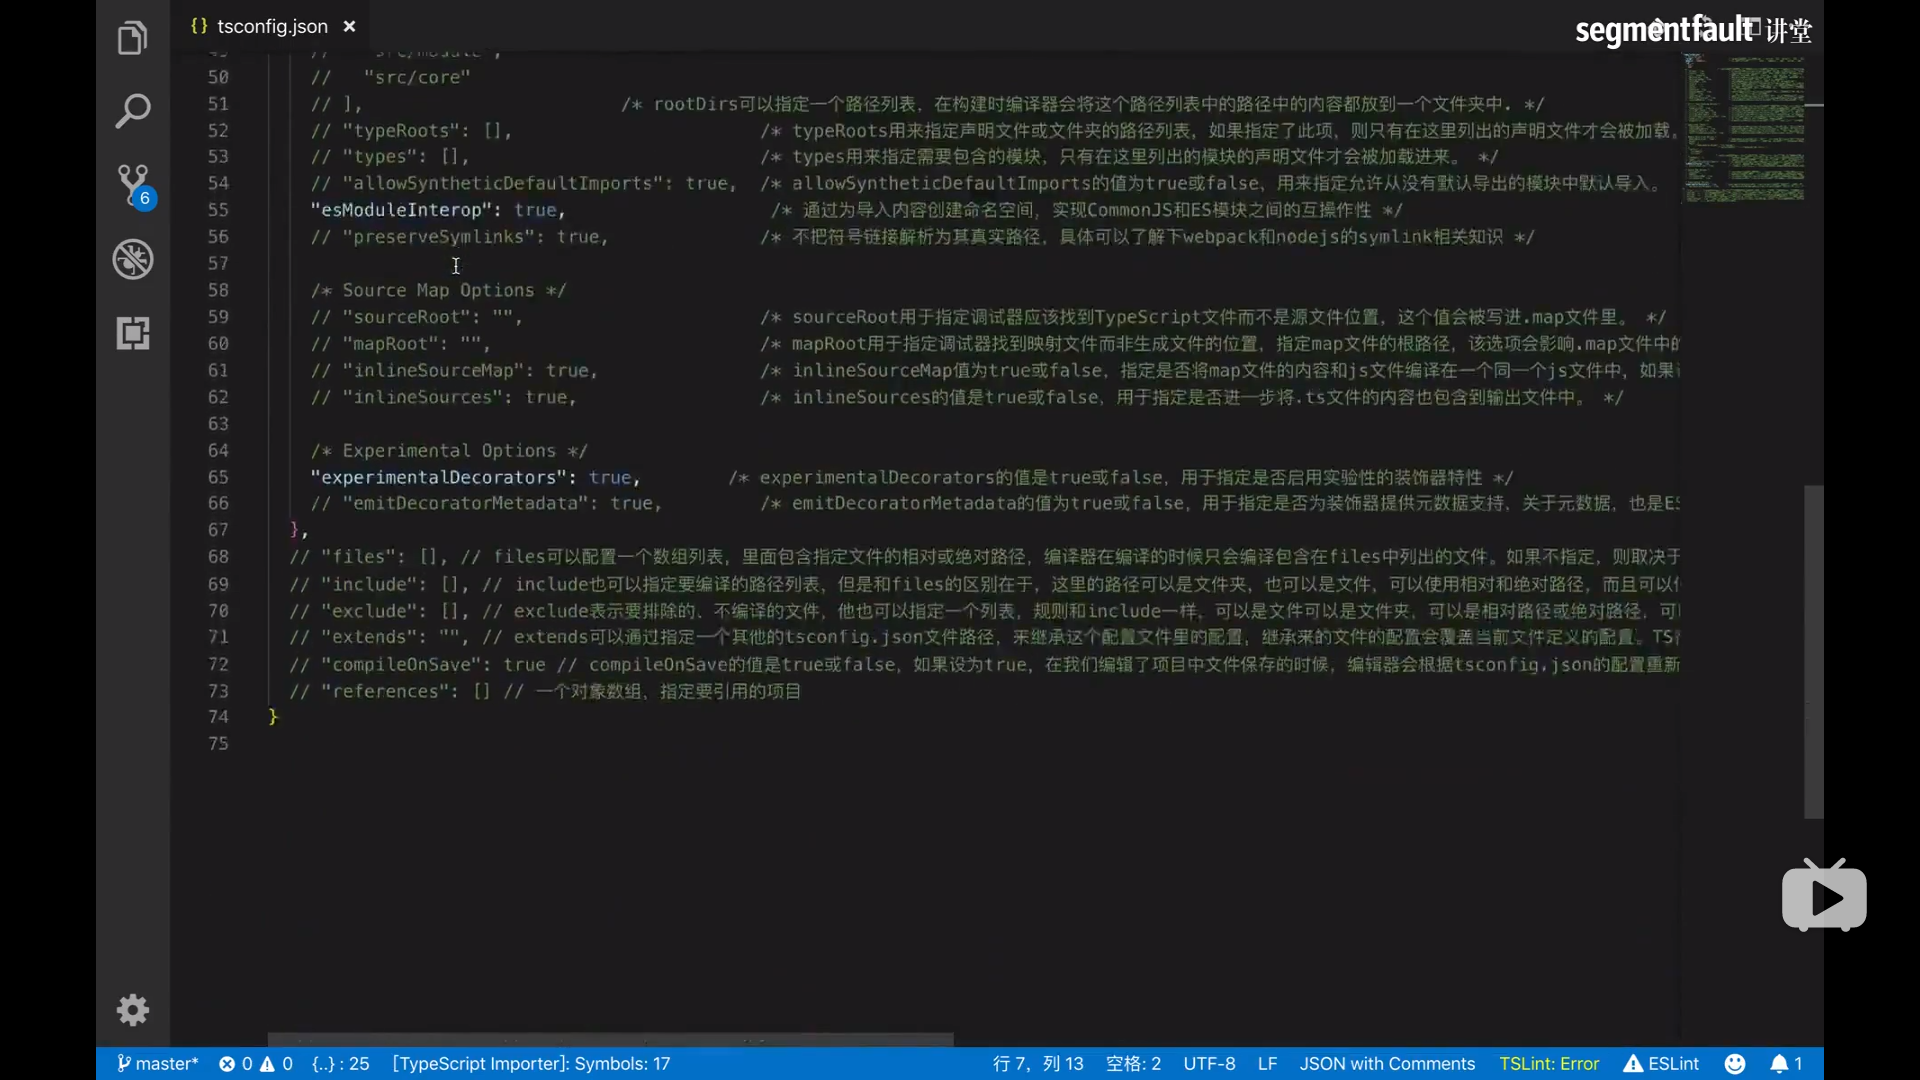 tsconfig.json
segmentfault 讲堂
50 // "src/core"
51 // ], /* rootDirs可以指定一个路径列表，在构建时编译器会将这个路径列表中的路径中的内容都放到一个文件夹中. */
52 // "typeRoots": [], /* typeRoots用来指定声明文件或文件夹的路径列表，如果指定了此项，则只有在这里列出的声明文件才会被加载。
53 // "types": [], /* types用来指定需要包含的模块，只有在这里列出的模块的声明文件才会被加载进来。 */
54 // "allowSyntheticDefaultImports": true, /* allowSyntheticDefaultImports的值为true或false，用来指定允许从没有默认导出的模块中默认导入。
55 "esModuleInterop": true, /* 通过为导入内容创建命名空间，实现CommonJS和ES模块之间的互操作性 */
56 // "preserveSymlinks": true, /* 不把符号链接解析为其真实路径，具体可以了解下webpack和nodejs的symlink相关知识 */
57
58 /* Source Map Options */
59 // "sourceRoot": "", /* sourceRoot用于指定调试器应该找到TypeScript文件而不是源文件位置，这个值会被写进.map文件里。 */
60 // "mapRoot": "", /* mapRoot用于指定调试器找到映射文件而非生成文件的位置，指定map文件的根路径，该选项会影响.map文件中的
61 // "inlineSourceMap": true, /* inlineSourceMap值为true或false，指定是否将map文件的内容和js文件编译在一个同一个js文件中，如果
62 // "inlineSources": true, /* inlineSources的值是true或false，用于指定是否进一步将.ts文件的内容也包含到输出文件中。 */
63
64 /* Experimental Options */
65 "experimentalDecorators": true, /* experimentalDecorators的值是true或false，用于指定是否启用实验性的装饰器特性 */
66 // "emitDecoratorMetadata": true, /* emitDecoratorMetadata的值为true或false，用于指定是否为装饰器提供元数据支持，关于元数据，也是ES
67 },
68 // "files": [], // files可以配置一个数组列表，里面包含指定文件的相对或绝对路径，编译器在编译的时候只会编译包含在files中列出的文件。如果不指定，则取决于
69 // "include": [], // include也可以指定要编译的路径列表，但是和files的区别在于，这里的路径可以是文件夹，也可以是文件，可以使用相对和绝对路径，而且可以
70 // "exclude": [], // exclude表示要排除的、不编译的文件，他也可以指定一个列表，规则和include一样，可以是文件可以是文件夹，可以是相对路径或绝对路径，可
71 // "extends": "", // extends可以通过指定一个其他的tsconfig.json文件路径，来继承这个配置文件里的配置，继承来的文件的配置会覆盖当前文件定义的配置。TS
72 // "compileOnSave": true // compileOnSave的值是true或false，如果设为true，在我们编辑了项目中文件保存的时候，编辑器会根据tsconfig.json的配置重新
73 // "references": [] // 一个对象数组，指定要引用的项目
74 }
75
6
master* 0 0 {..} : 25 [TypeScript Importer]: Symbols: 17 行 7，列 13 空格: 2 UTF-8 LF JSON with Comments TSLint: Error ESLint 1